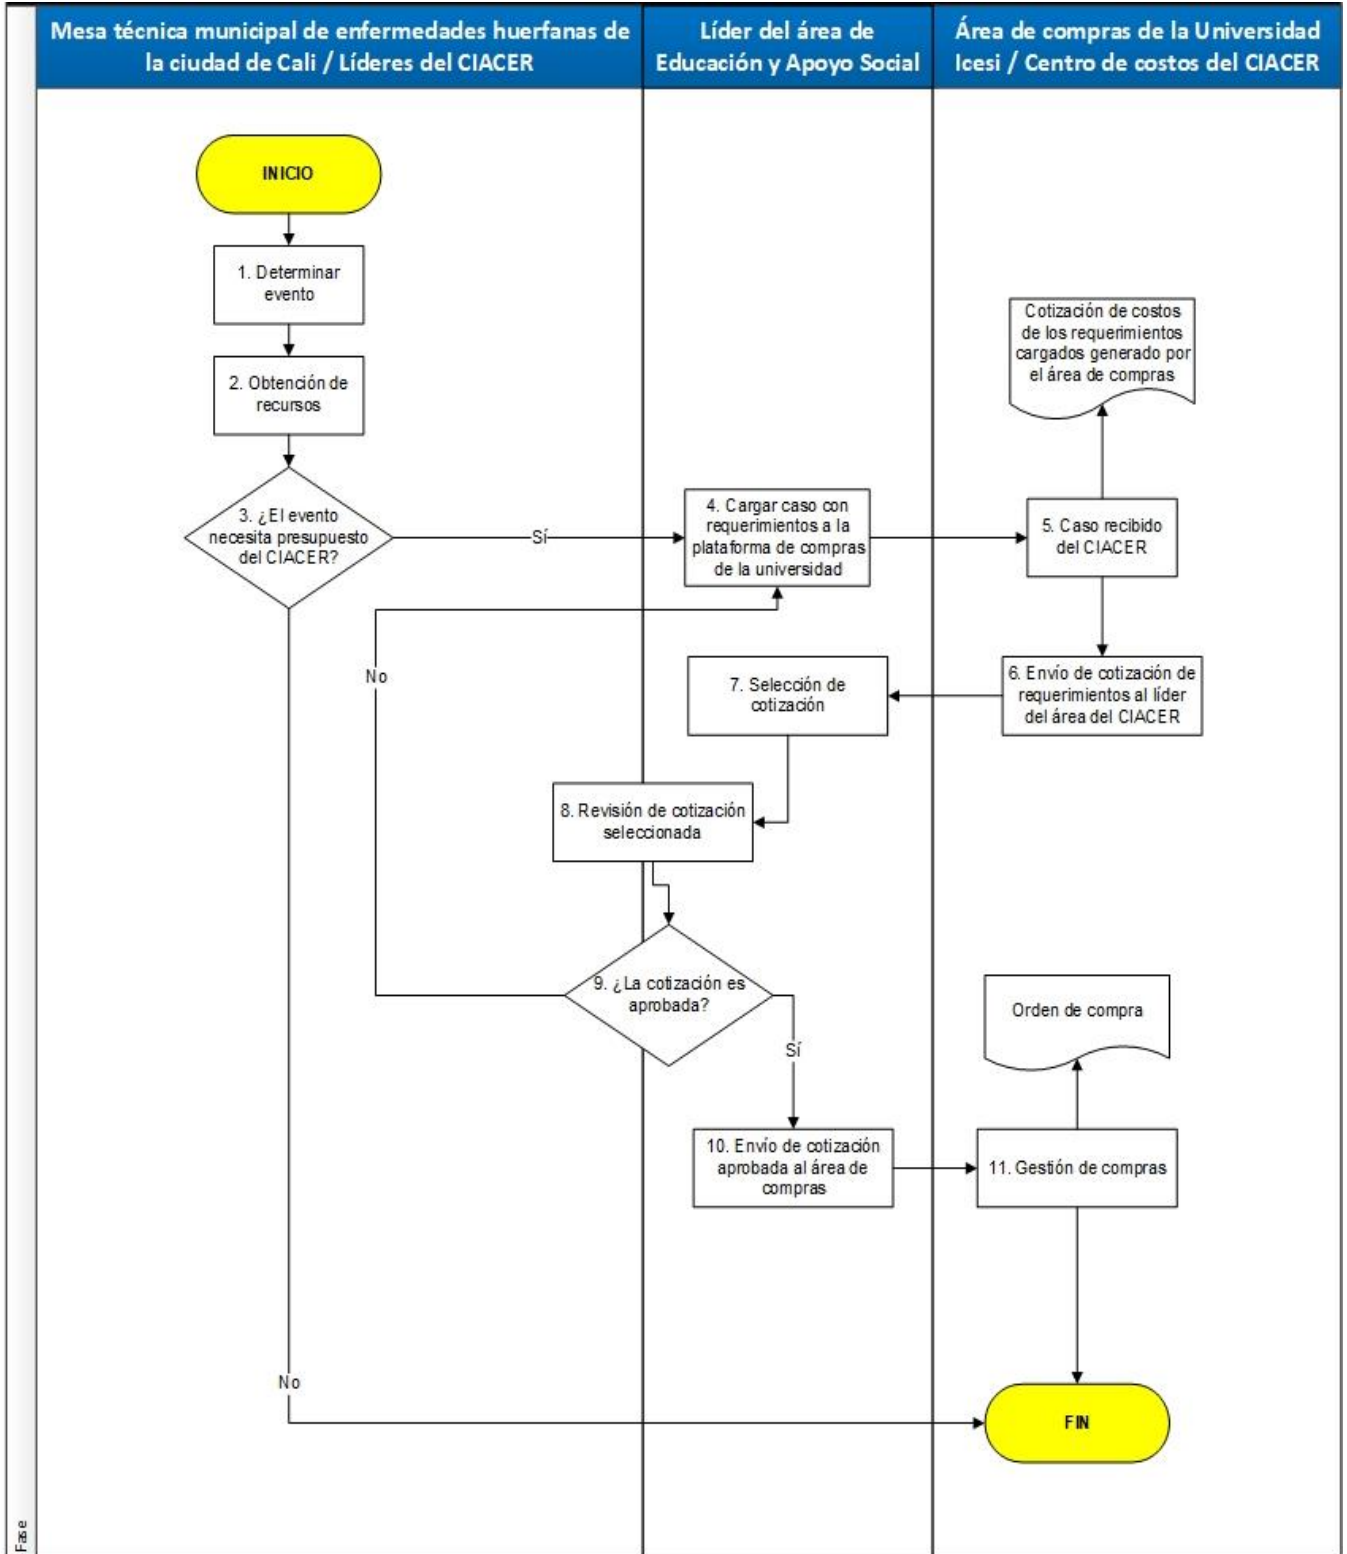 Mesa técnica municipal de enfermedades huerfanas de
la ciudad de Cali / Líderes del CIACER
Líder del área de
Educación y Apoyo Social
Área de compras de la Universidad
Icesi / Centro de costos del CIACER
INICIO
1. Determinar
evento
2. Obtención de
recursos
3. ¿El evento
necesita presupuesto
del CIACER?
Sí
4. Cargar caso con
requerimientos a la
plataforma de compras
de la universidad
Cotización de costos
de los requerimientos
cargados generado por
el área de compras
5. Caso recibido
del CIACER
6. Envío de cotización de
requerimientos al líder
del área del CIACER
7. Selección de
cotización
No
8. Revisión de cotización
seleccionada
9. ¿La cotización es
aprobada?
Sí
10. Envío de cotización
aprobada al área de
compras
Orden de compra
11. Gestión de compras
No
FIN
Fase